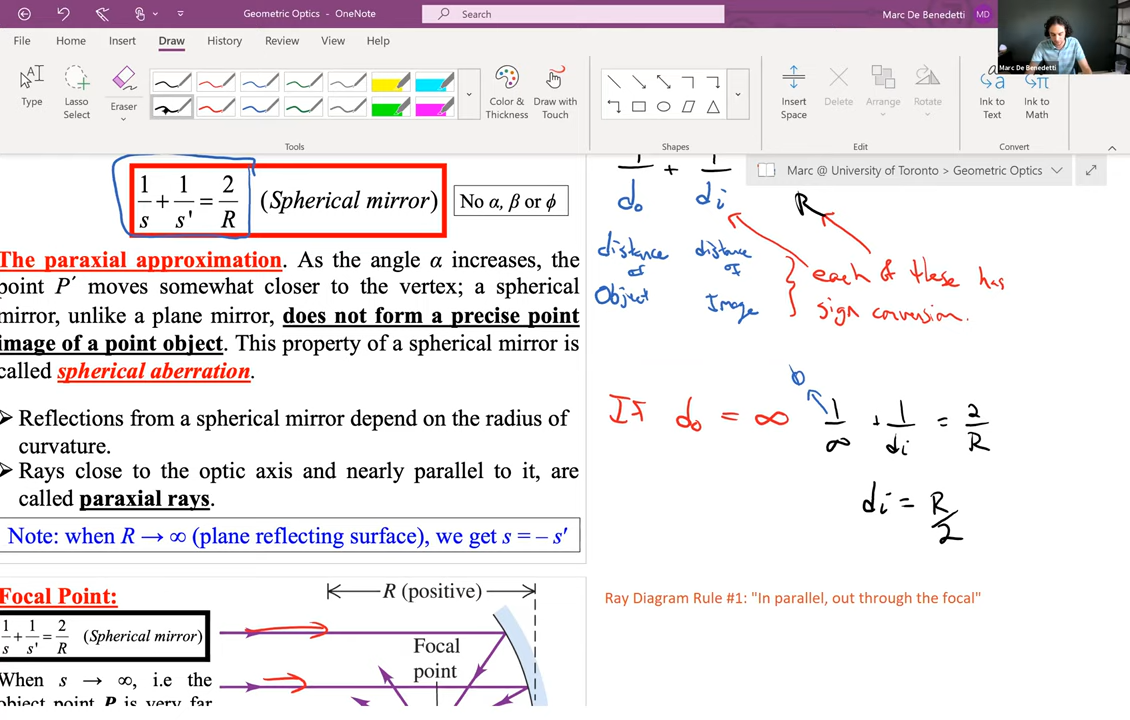 Geometric Optics - OneNote
Search
Marc De Benedetti MD
Marc De Benedetti
File Home Insert Draw History Review View Help
Type
Lasso Select
Eraser
Color & Thickness
Draw with Touch
Insert Space
Delete
Arrange
Rotate
Ink to Text
Ink to Math
Tools
Shapes
Edit
Convert
Marc @ University of Toronto > Geometric Optics
1/s + 1/s' = 2/R (Spherical mirror)
No α, β or ϕ
The paraxial approximation. As the angle α increases, the
point P′ moves somewhat closer to the vertex; a spherical
mirror, unlike a plane mirror, does not form a precise point
image of a point object. This property of a spherical mirror is
called spherical aberration.
Reflections from a spherical mirror depend on the radius of
curvature.
Rays close to the optic axis and nearly parallel to it, are
called paraxial rays.
Note: when R → ∞ (plane reflecting surface), we get s = – s'
Focal Point:
1/s + 1/s' = 2/R (Spherical mirror)
When s → ∞, i.e the
object point P is very far
R (positive)
Focal
point
1/do + 1/di
R
distance of Object
distance of Image
each of these has
sign conversion.
If do = ∞
0
1/∞ + 1/di = 2/R
di = R/2
Ray Diagram Rule #1: "In parallel, out through the focal"